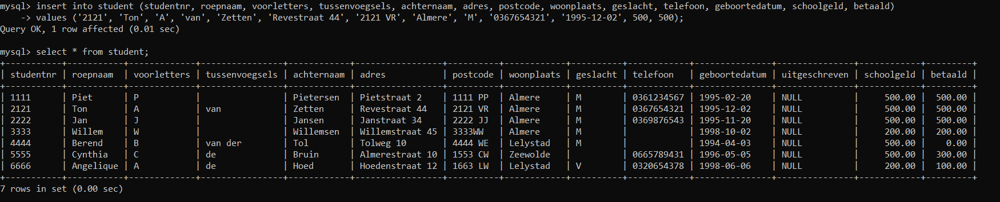 mysql> insert into student (studentnr, roepnaam, voorletters, tussenvoegsels, achternaam, adres, postcode, woonplaats, geslacht, telefoon, geboortedatum, schoolgeld, betaald)
    -> values ('2121', 'Ton', 'A', 'van', 'Zetten', 'Revestraat 44', '2121 VR', 'Almere', 'M', '0367654321', '1995-12-02', 500, 500);
Query OK, 1 row affected (0.01 sec)

mysql> select * from student;
+-----------+-----------+-------------+----------------+------------+-----------------+----------+------------+----------+------------+---------------+---------------+------------+---------+
| studentnr | roepnaam  | voorletters | tussenvoegsels | achternaam | adres           | postcode | woonplaats | geslacht | telefoon   | geboortedatum | uitgeschreven | schoolgeld | betaald |
+-----------+-----------+-------------+----------------+------------+-----------------+----------+------------+----------+------------+---------------+---------------+------------+---------+
| 1111      | Piet      | P           |                | Pietersen  | Pietstraat 2    | 1111 PP  | Almere     | M        | 0361234567 | 1995-02-20    | NULL          |     500.00 |  500.00 |
| 2121      | Ton       | A           | van            | Zetten     | Revestraat 44   | 2121 VR  | Almere     | M        | 0367654321 | 1995-12-02    | NULL          |     500.00 |  500.00 |
| 2222      | Jan       | J           |                | Jansen     | Janstraat 34    | 2222 JJ  | Almere     | M        | 0369876543 | 1995-11-20    | NULL          |     500.00 |  500.00 |
| 3333      | Willem    | W           |                | Willemsen  | Willemstraat 45 | 3333WW   | Almere     | M        |            | 1998-10-02    | NULL          |     200.00 |  200.00 |
| 4444      | Berend    | B           | van der        | Tol        | Tolweg 10       | 4444 WE  | Lelystad   | M        |            | 1994-04-03    | NULL          |     500.00 |    0.00 |
| 5555      | Cynthia   | C           | de             | Bruin      | Almerestraat 10 | 1553 CW  | Zeewolde   |          | 0665789431 | 1996-05-05    | NULL          |     500.00 |  300.00 |
| 6666      | Angelique | A           | de             | Hoed       | Hoedenstraat 12 | 1663 LW  | Lelystad   | V        | 0320654378 | 1998-06-06    | NULL          |     200.00 |  100.00 |
+-----------+-----------+-------------+----------------+------------+-----------------+----------+------------+----------+------------+---------------+---------------+------------+---------+
7 rows in set (0.00 sec)